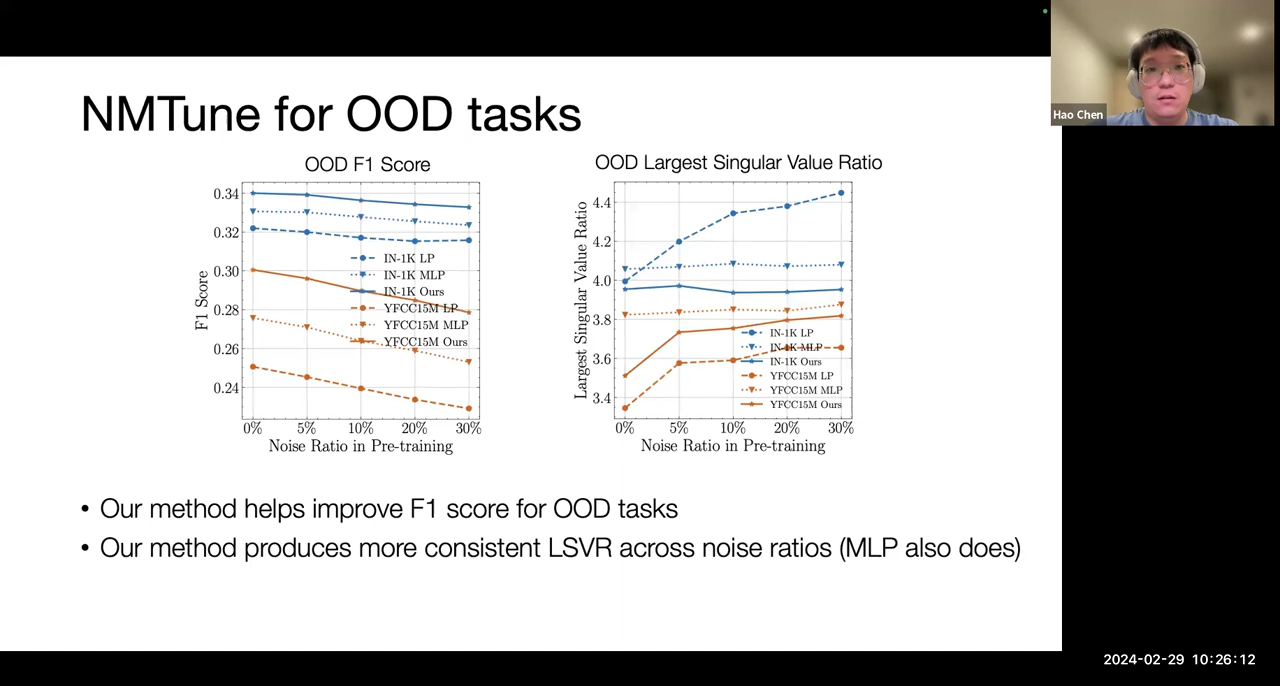 Hao Chen
NMTune for OOD tasks
OOD F1 Score
0.34
0.32
0.30
0.28
0.26
0.24
F1 Score
IN-1K LP
IN-1K MLP
IN-1K Ours
YFCC15M LP
YFCC15M MLP
YFCC15M Ours
0% 5% 10% 20% 30%
Noise Ratio in Pre-training
OOD Largest Singular Value Ratio
4.4
4.2
4.0
3.8
3.6
3.4
Largest Singular Value Ratio
IN-1K LP
IN-1K MLP
IN-1K Ours
YFCC15M LP
YFCC15M MLP
YFCC15M Ours
0% 5% 10% 20% 30%
Noise Ratio in Pre-training
• Our method helps improve F1 score for OOD tasks
• Our method produces more consistent LSVR across noise ratios (MLP also does)
2024-02-29 10:26:12